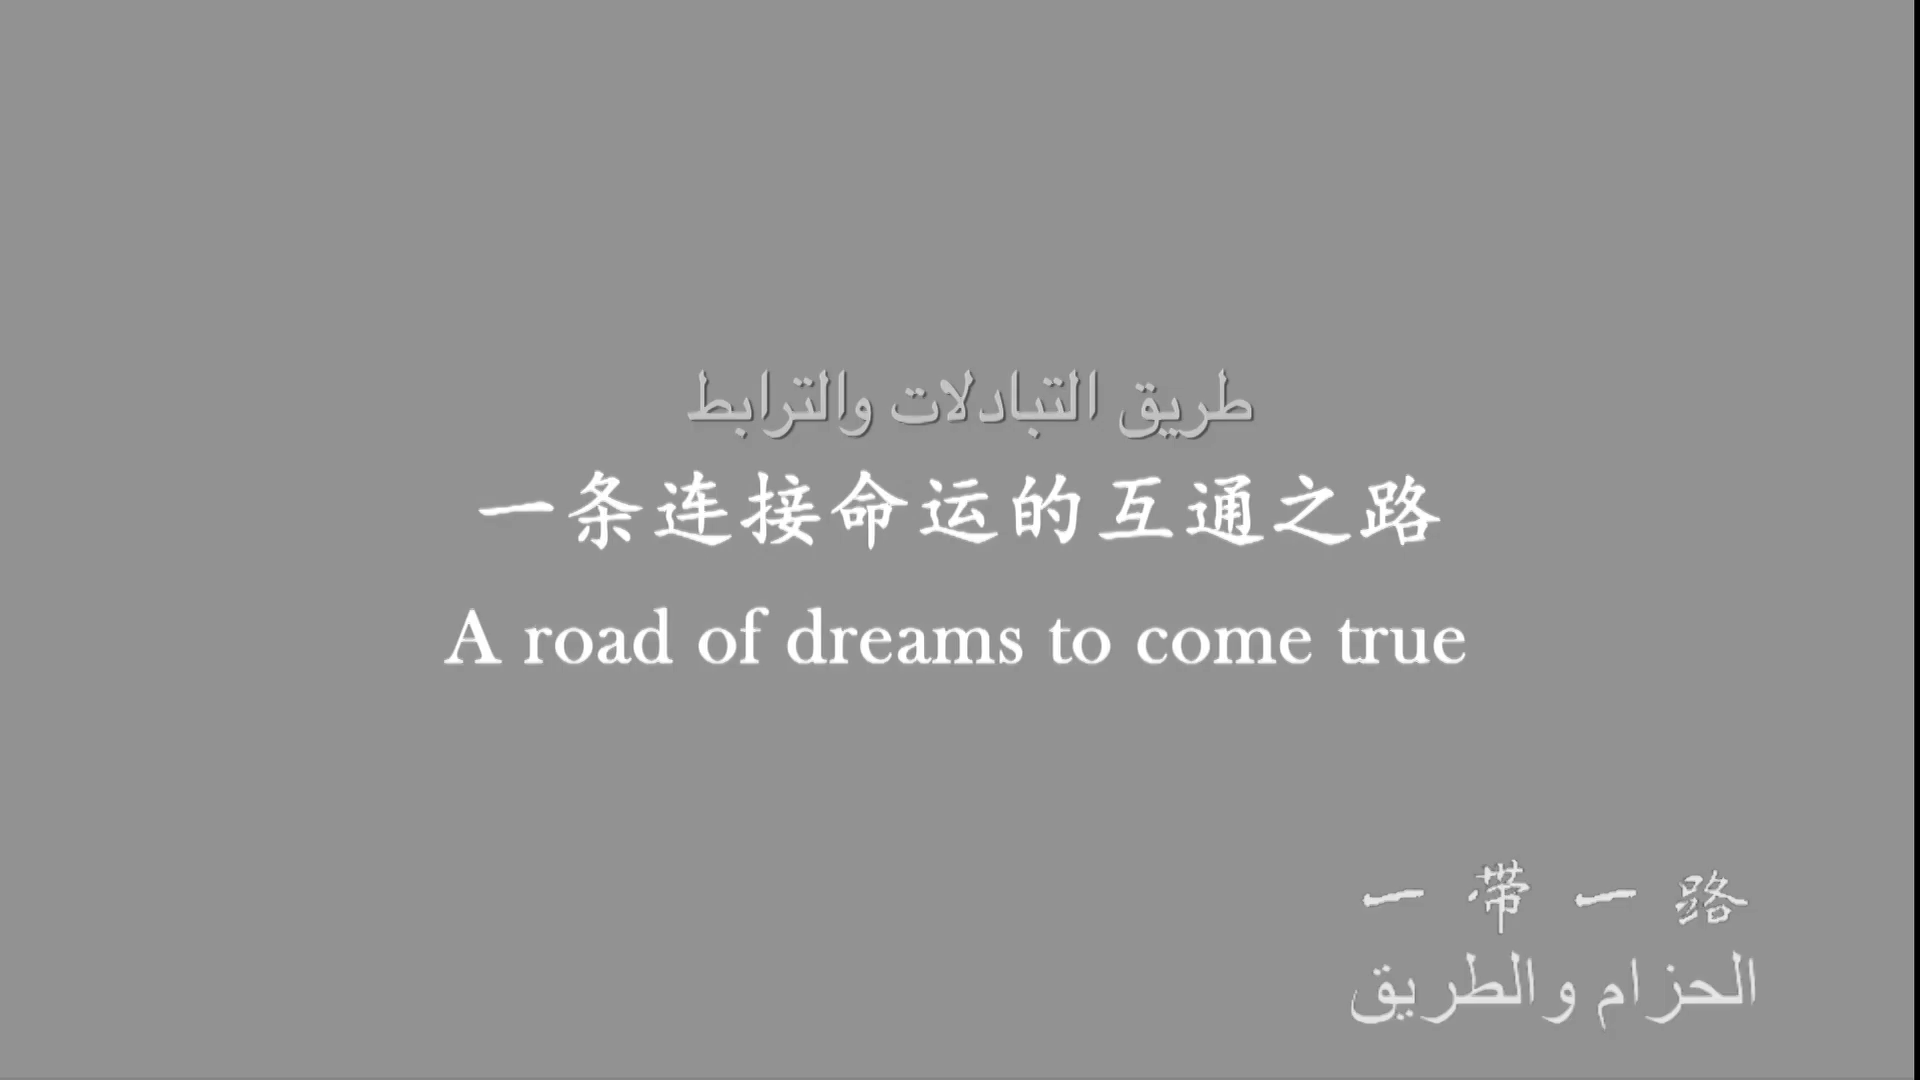 طريق التبادلات والترابط
一条连接命运的互通之路
A road of dreams to come true
一带一路
الحزام والطريق